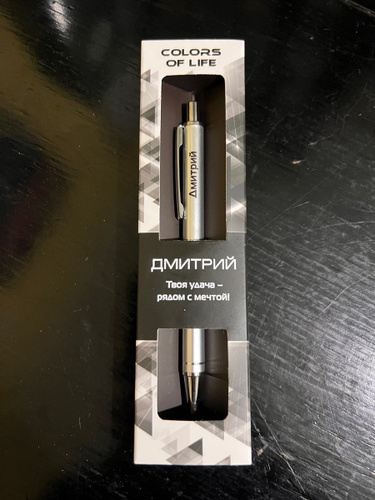 COLORS
OF LIFE
Дмитрий
ДМИТРИЙ
Твоя удача –
рядом с мечтой!